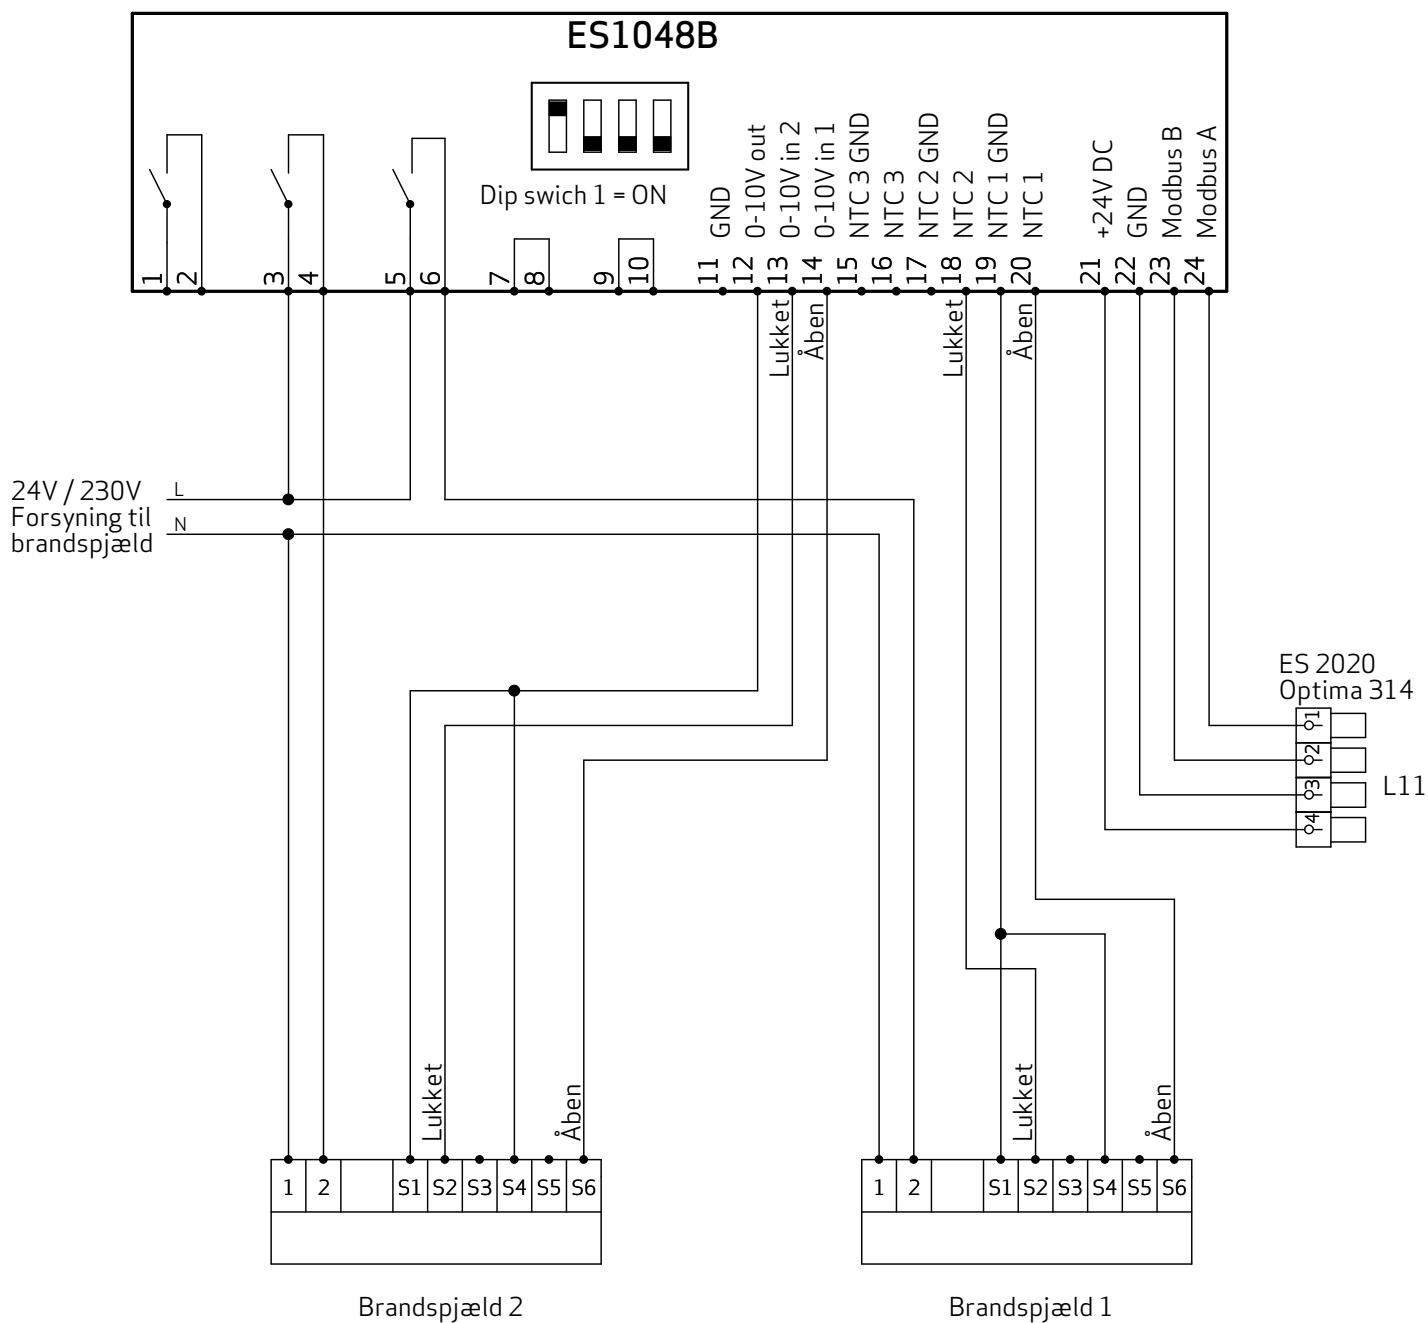 ES1048B
Dip swich 1 = ON
GND
0-10V out
0-10V in 2
0-10V in 1
NTC 3 GND
NTC 3
NTC 2 GND
NTC 2
NTC 1 GND
NTC 1
+24V DC
GND
Modbus B
Modbus A
1
2
3
4
5
6
7
8
9
10
11
12
13
14
15
16
17
18
19
20
21
22
23
24
Lukket
Åben
Lukket
Åben
24V / 230V
Forsyning til
brandspjæld
L
N
ES 2020
Optima 314
1
2
3
4
L11
Lukket
Åben
Lukket
Åben
1 2 S1 S2 S3 S4 S5 S6
1 2 S1 S2 S3 S4 S5 S6
Brandspjæld 2
Brandspjæld 1